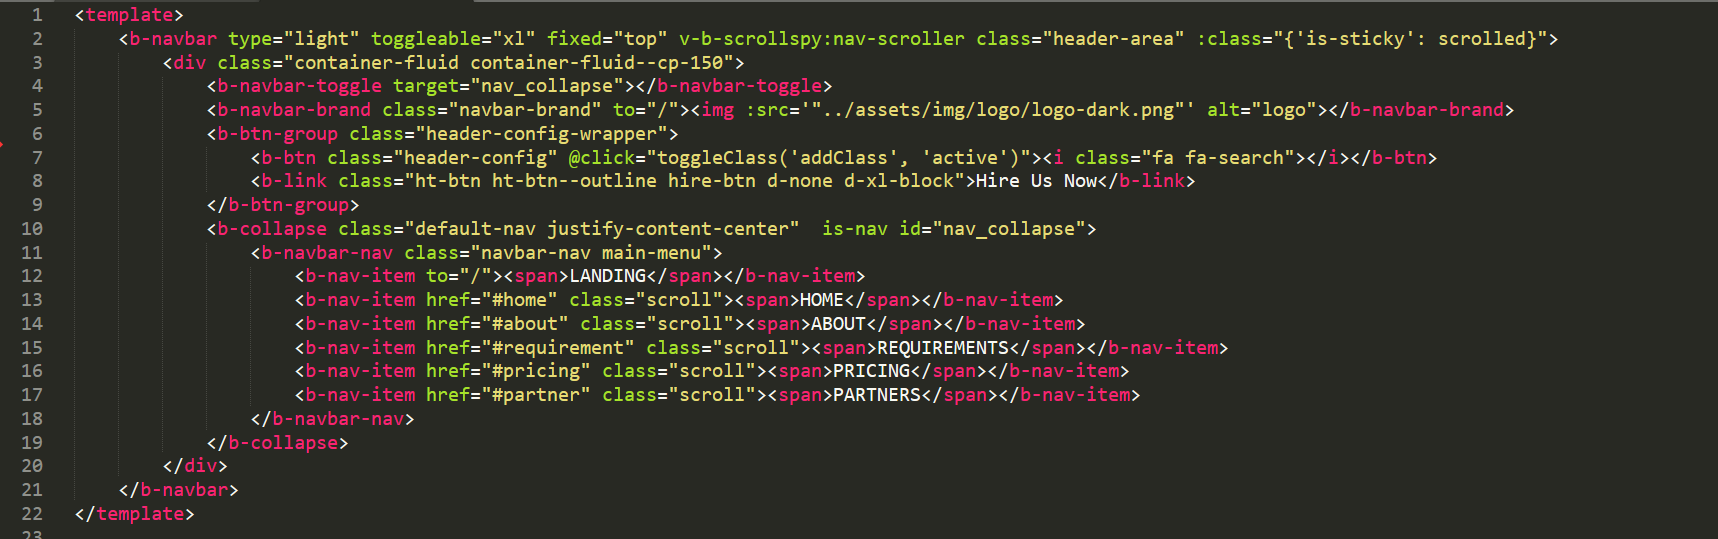 1 <template>
2 <b-navbar type="light" toggleable="xl" fixed="top" v-b-scrollspy:nav-scroller class="header-area" :class="{'is-sticky': scrolled}">
3 <div class="container-fluid container-fluid--cp-150">
4 <b-navbar-toggle target="nav_collapse"></b-navbar-toggle>
5 <b-navbar-brand class="navbar-brand" to="/"><img :src='"../assets/img/logo/logo-dark.png"' alt="logo"></b-navbar-brand>
6 <b-btn-group class="header-config-wrapper">
7 <b-btn class="header-config" @click="toggleClass('addClass', 'active')"><i class="fa fa-search"></i></b-btn>
8 <b-link class="ht-btn ht-btn--outline hire-btn d-none d-xl-block">Hire Us Now</b-link>
9 </b-btn-group>
10 <b-collapse class="default-nav justify-content-center"  is-nav id="nav_collapse">
11 <b-navbar-nav class="navbar-nav main-menu">
12 <b-nav-item to="/"><span>LANDING</span></b-nav-item>
13 <b-nav-item href="#home" class="scroll"><span>HOME</span></b-nav-item>
14 <b-nav-item href="#about" class="scroll"><span>ABOUT</span></b-nav-item>
15 <b-nav-item href="#requirement" class="scroll"><span>REQUIREMENTS</span></b-nav-item>
16 <b-nav-item href="#pricing" class="scroll"><span>PRICING</span></b-nav-item>
17 <b-nav-item href="#partner" class="scroll"><span>PARTNERS</span></b-nav-item>
18 </b-navbar-nav>
19 </b-collapse>
20 </div>
21 </b-navbar>
22 </template>
23